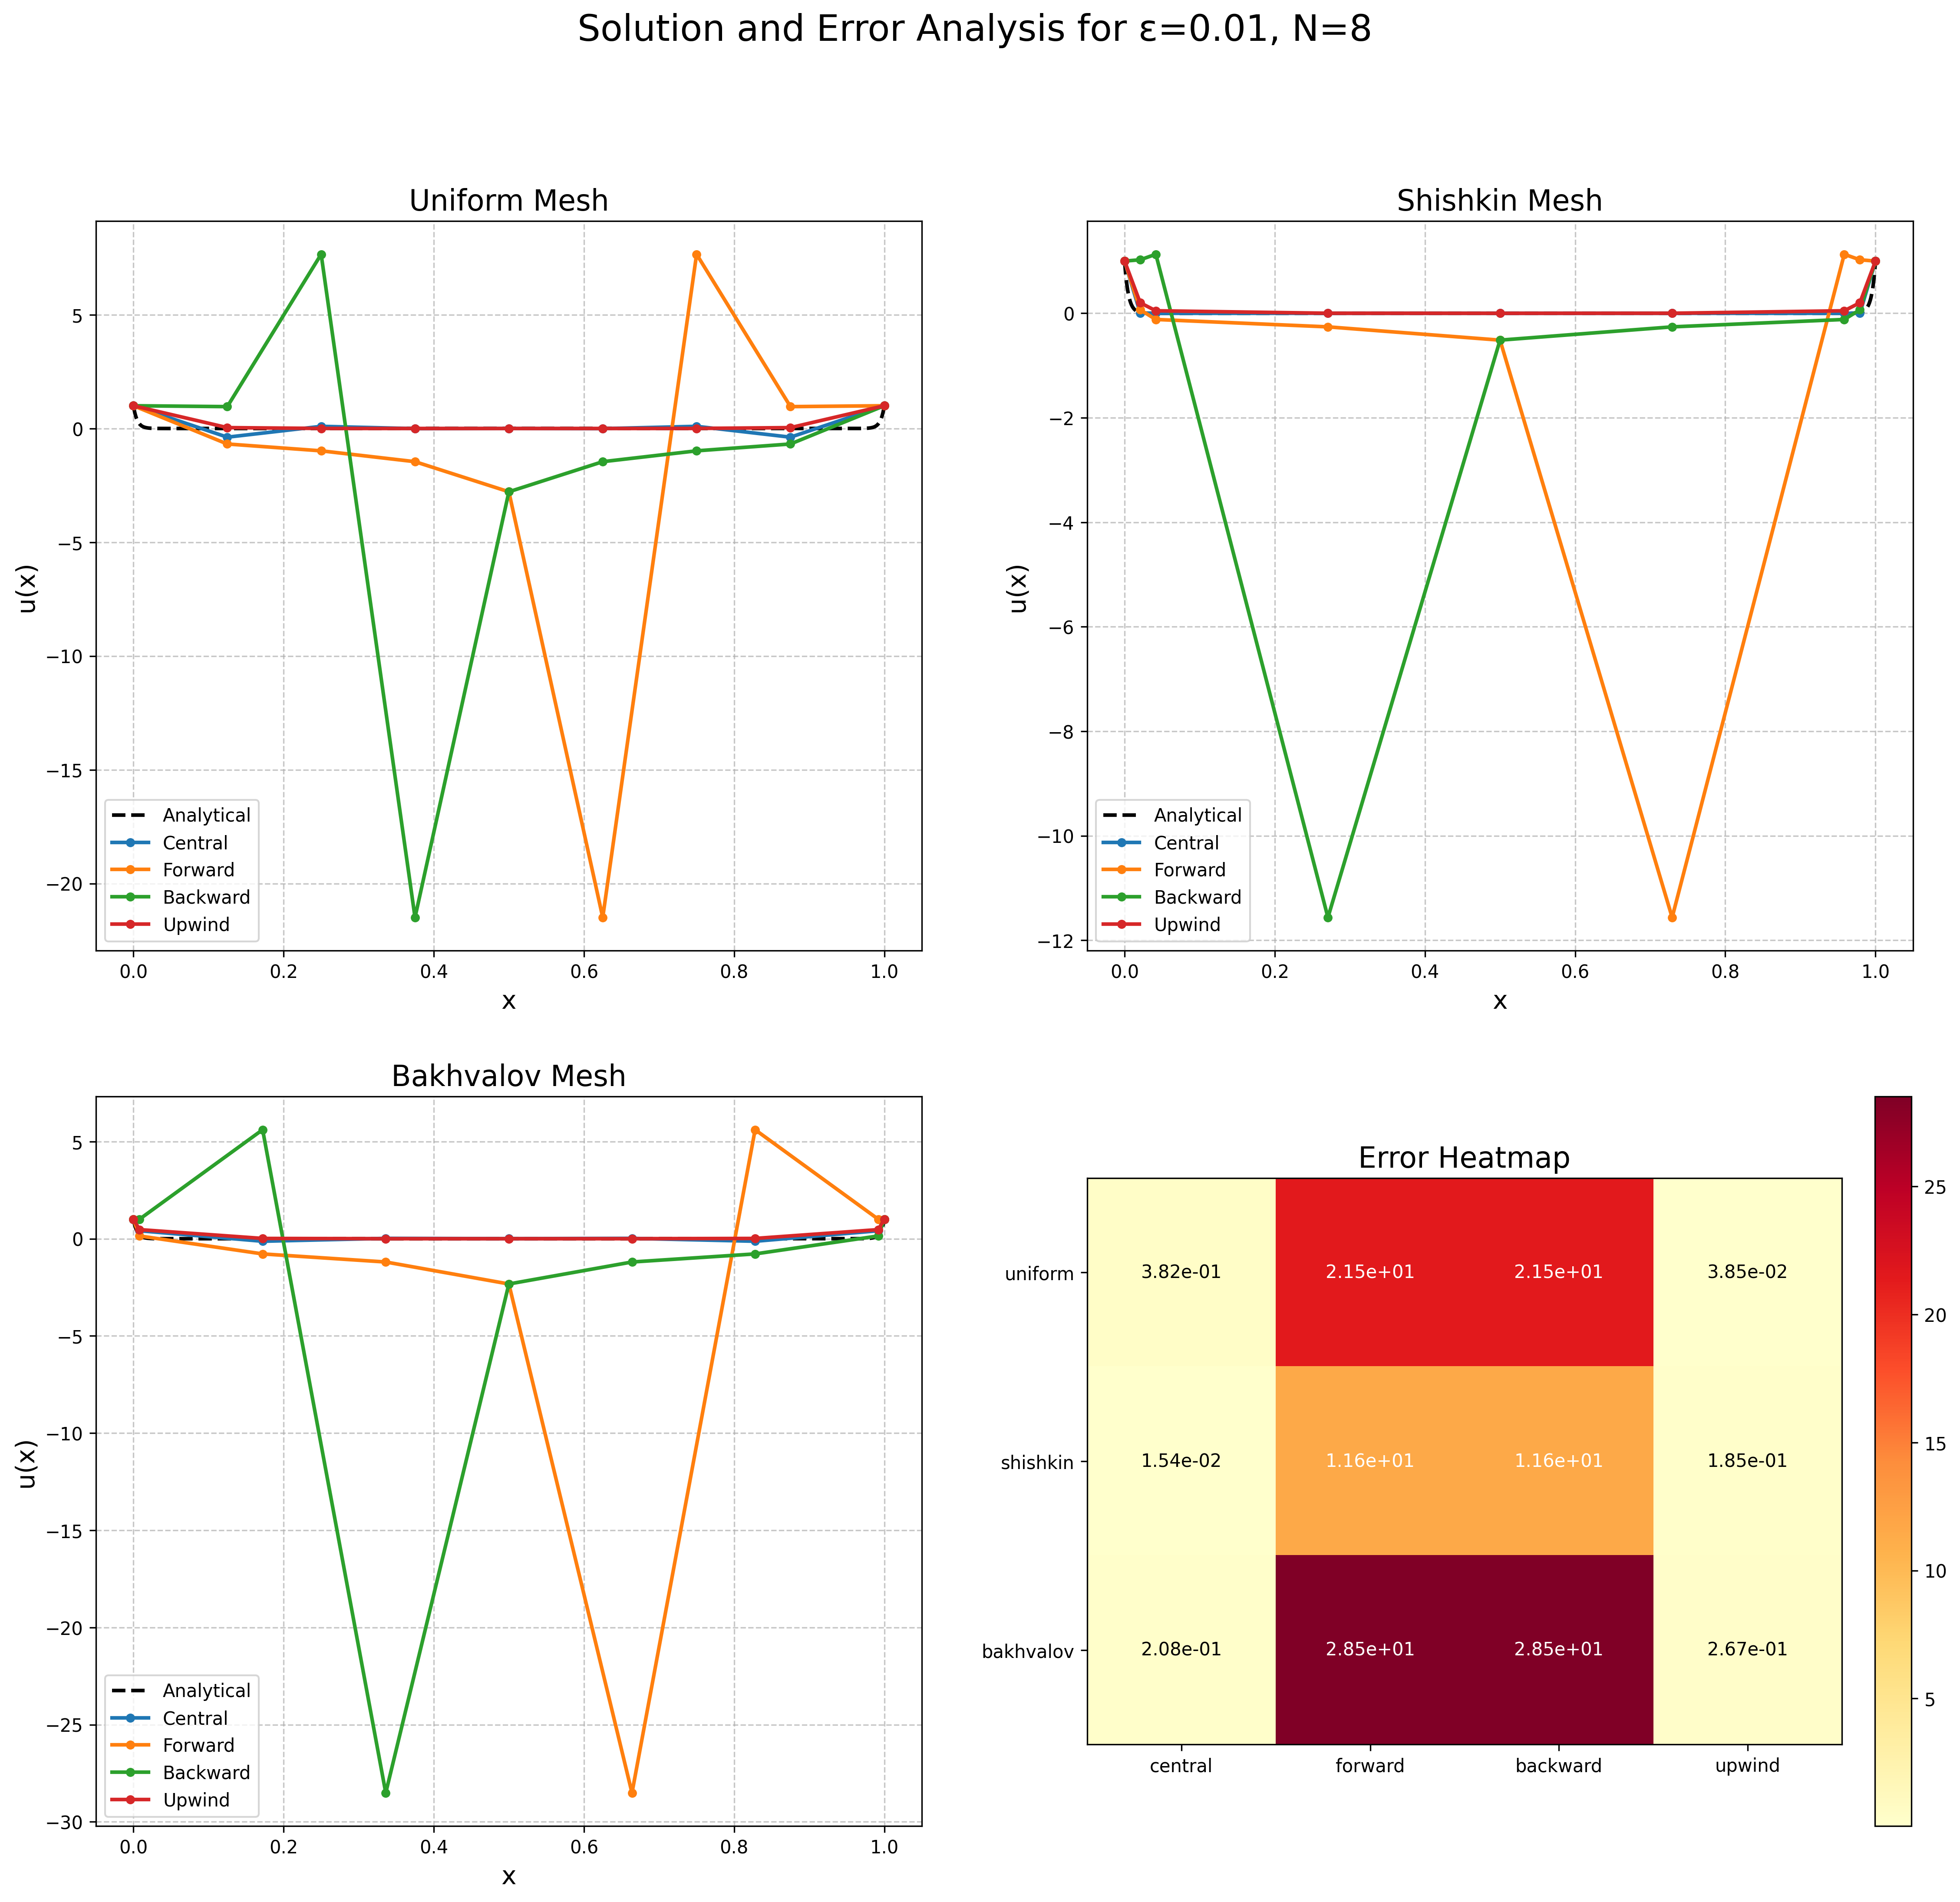 Solution and Error Analysis for ε=0.01, N=8
Uniform Mesh
u(x)
5
0
−5
−10
−15
−20
Analytical
Central
Forward
Backward
Upwind
0.0 0.2 0.4 0.6 0.8 1.0
x
Shishkin Mesh
u(x)
0
−2
−4
−6
−8
−10
−12
Analytical
Central
Forward
Backward
Upwind
0.0 0.2 0.4 0.6 0.8 1.0
x
Bakhvalov Mesh
u(x)
5
0
−5
−10
−15
−20
−25
−30
Analytical
Central
Forward
Backward
Upwind
0.0 0.2 0.4 0.6 0.8 1.0
x
Error Heatmap
uniform 3.82e-01 2.15e+01 2.15e+01 3.85e-02
shishkin 1.54e-02 1.16e+01 1.16e+01 1.85e-01
bakhvalov 2.08e-01 2.85e+01 2.85e+01 2.67e-01
central forward backward upwind
25
20
15
10
5